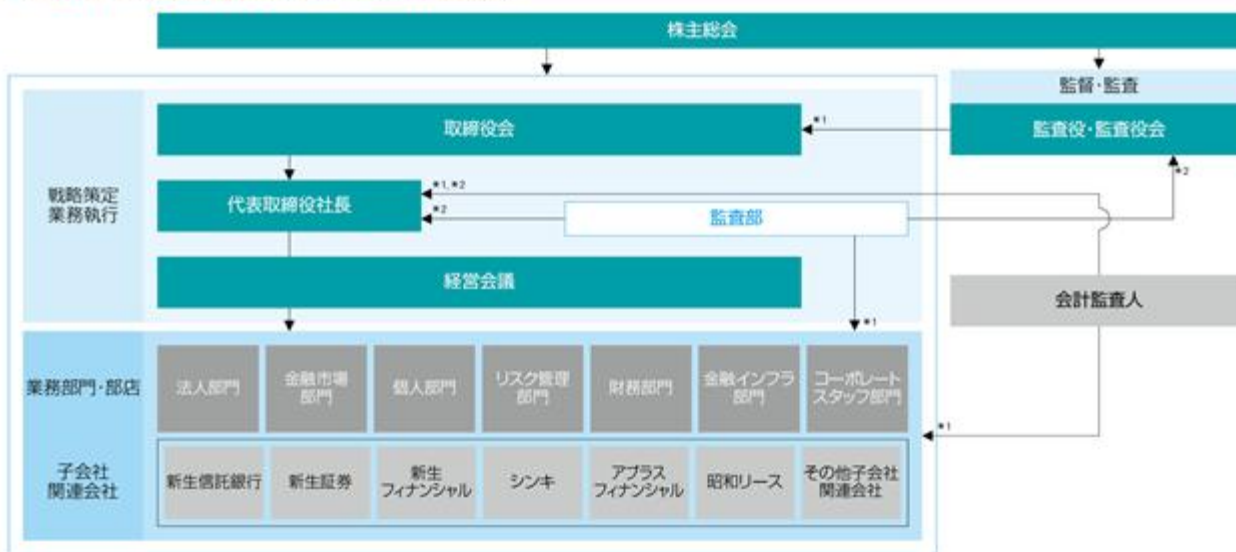 株主総会
監督・監査
取締役会
*1
監査役・監査役会
*2
戦略策定
業務執行
代表取締役社長
*1,*2
*2
監査部
経営会議
会計監査人
*1
業務部門・部店
法人部門
金融市場
部門
個人部門
リスク管理
部門
財務部門
金融インフラ
部門
コーポレート
スタッフ部門
*1
子会社
関連会社
新生信託銀行
新生証券
新生
フィナンシャル
シンキ
アプラス
フィナンシャル
昭和リース
その他子会社
関連会社